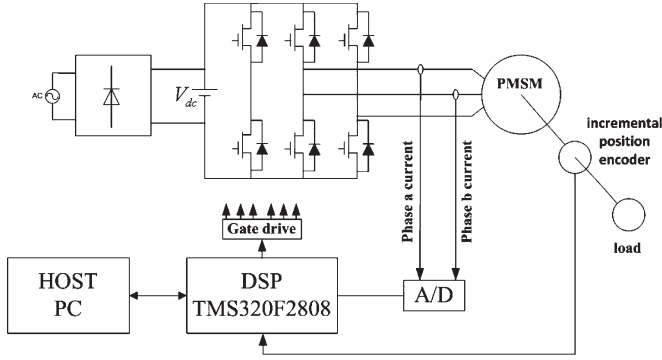 AC
V dc
PMSM
incremental
position
encoder
Phase a current
Phase b current
load
Gate drive
HOST
PC
DSP
TMS320F2808
A/D